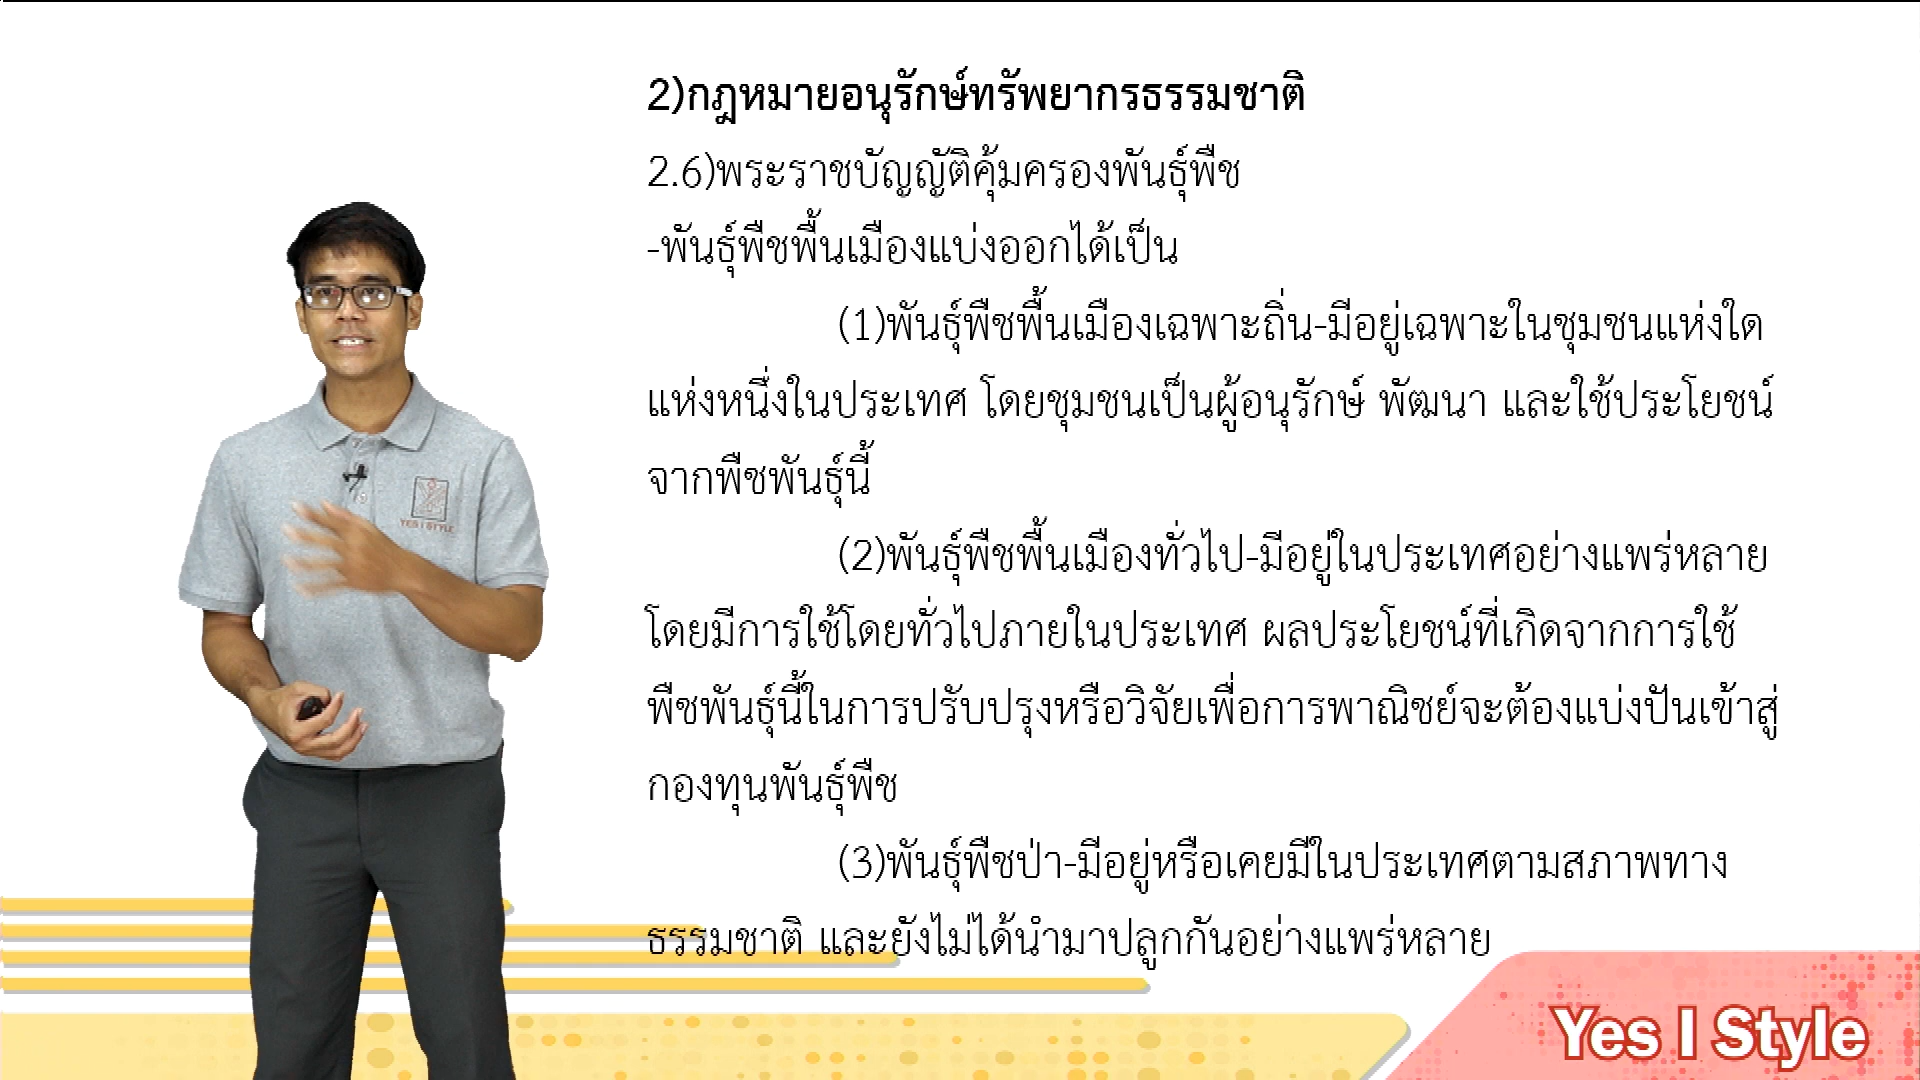 2)กฎหมายอนุรักษ์ทรัพยากรธรรมชาติ
2.6)พระราชบัญญัติคุ้มครองพันธุ์พืช
-พันธุ์พืชพื้นเมืองแบ่งออกได้เป็น
(1)พันธุ์พืชพื้นเมืองเฉพาะถิ่น-มีอยู่เฉพาะในชุมชนแห่งใด
แห่งหนึ่งในประเทศ โดยชุมชนเป็นผู้อนุรักษ์ พัฒนา และใช้ประโยชน์
จากพืชพันธุ์นี้
(2)พันธุ์พืชพื้นเมืองทั่วไป-มีอยู่ในประเทศอย่างแพร่หลาย
โดยมีการใช้โดยทั่วไปภายในประเทศ ผลประโยชน์ที่เกิดจากการใช้
พืชพันธุ์นี้ในการปรับปรุงหรือวิจัยเพื่อการพาณิชย์จะต้องแบ่งปันเข้าสู่
กองทุนพันธุ์พืช
(3)พันธุ์พืชป่า-มีอยู่หรือเคยมีในประเทศตามสภาพทาง
ธรรมชาติ และยังไม่ได้นำมาปลูกกันอย่างแพร่หลาย
YES I STYLE
Yes I Style